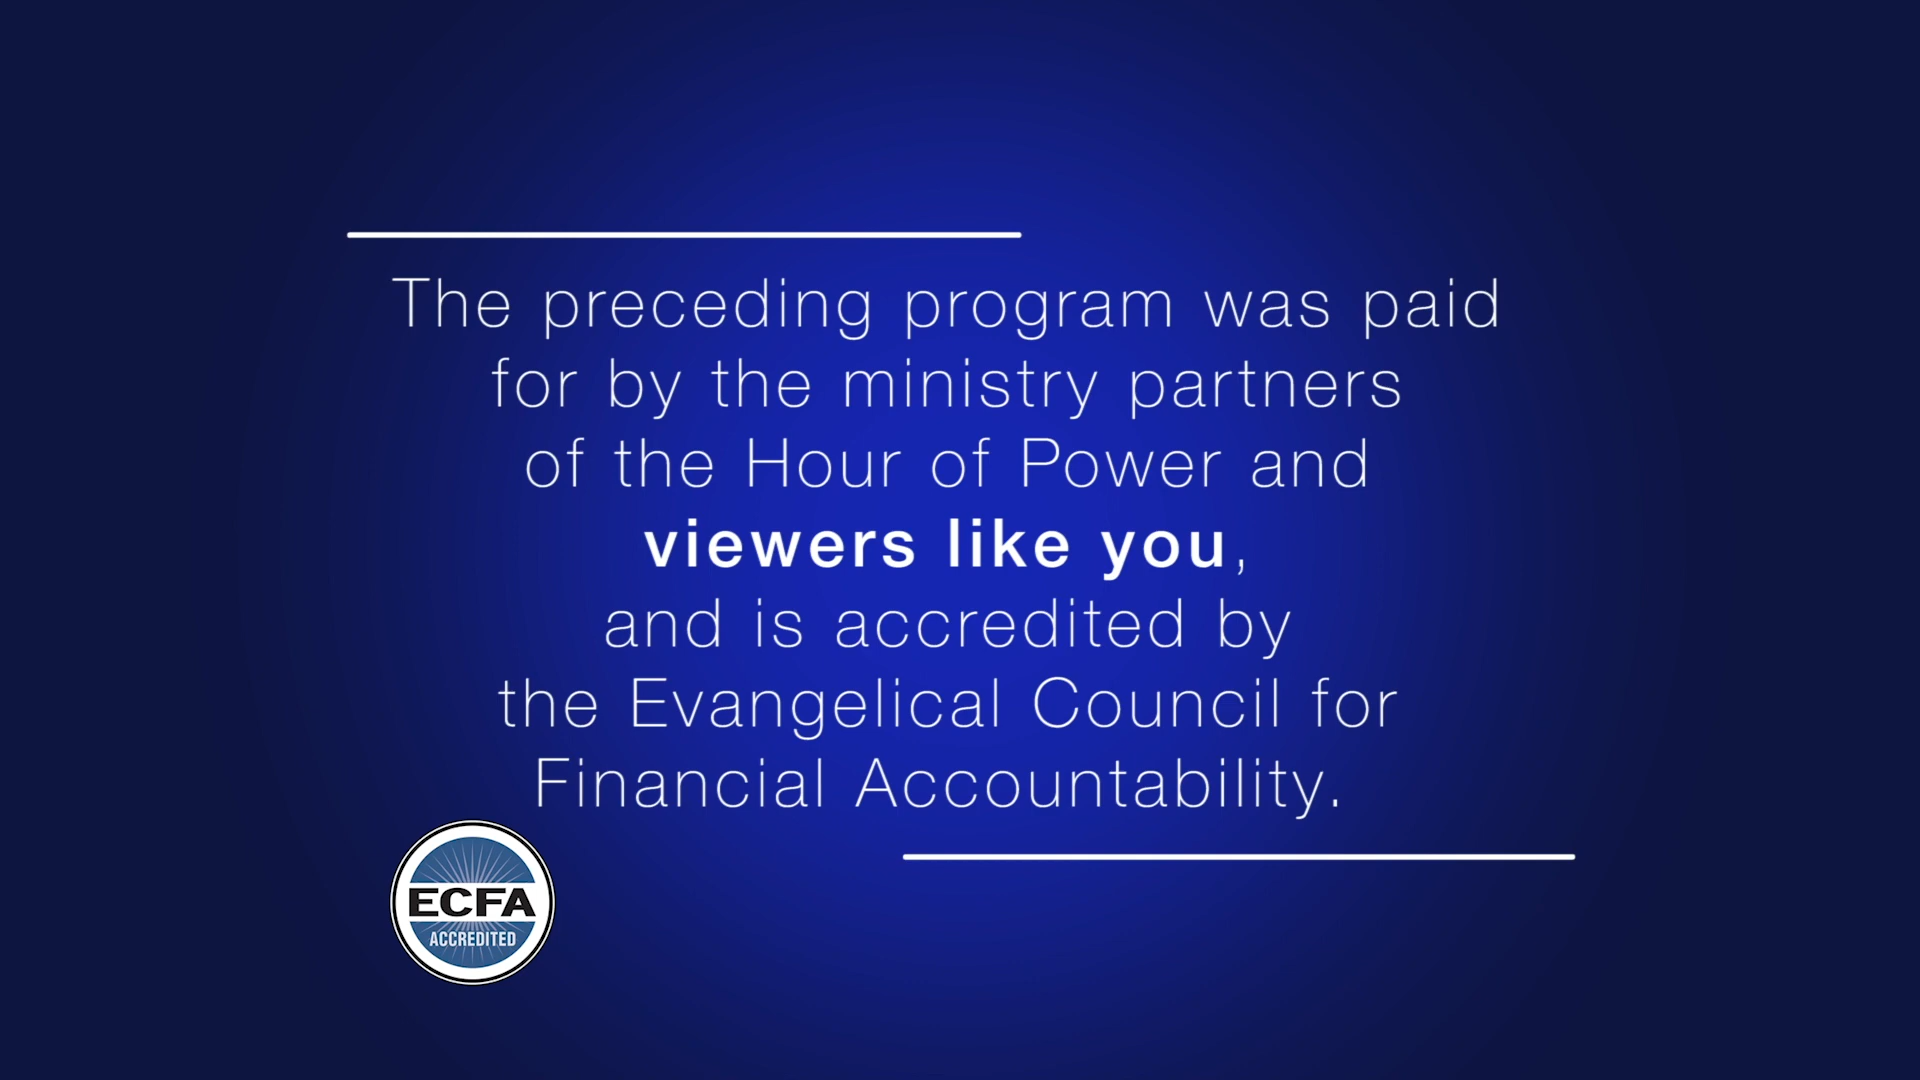 The preceding program was paid
for by the ministry partners
of the Hour of Power and
viewers like you,
and is accredited by
the Evangelical Council for
Financial Accountability.
ECFA
ACCREDITED